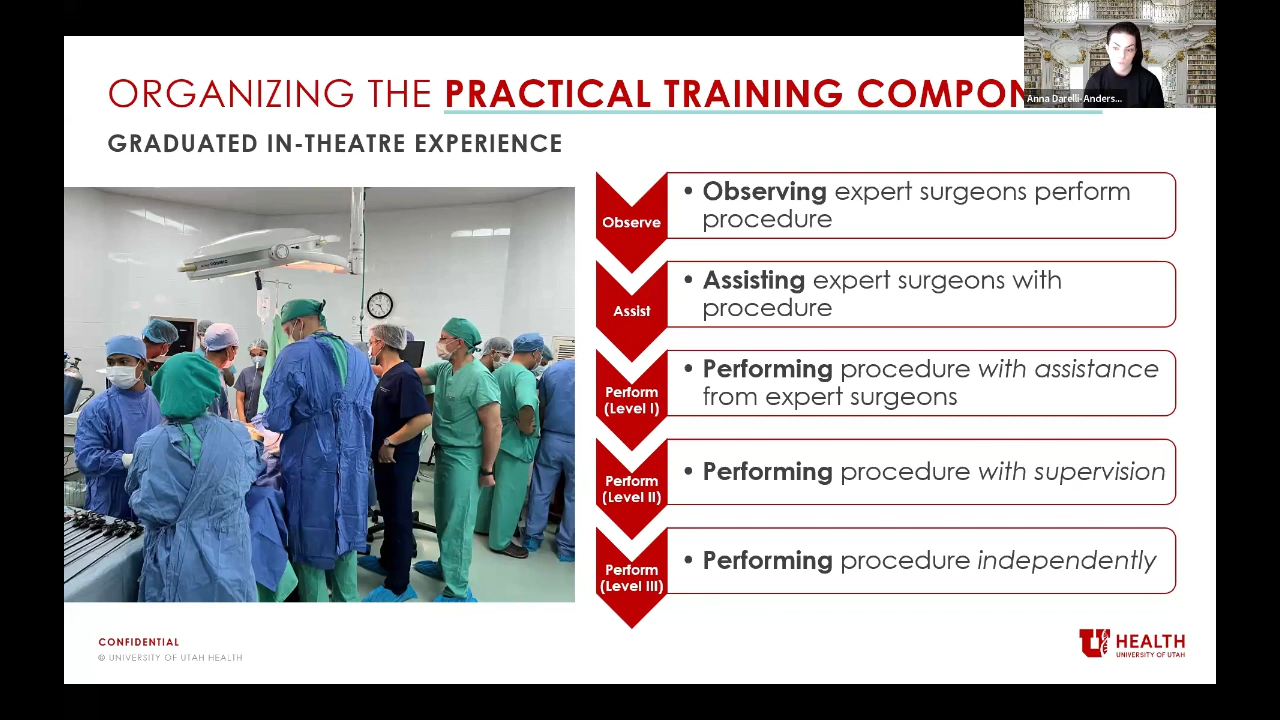 ORGANIZING THE PRACTICAL TRAINING COMPON
Anna Darelli-Anders...
GRADUATED IN-THEATRE EXPERIENCE
Observe
• Observing expert surgeons perform
procedure
Assist
• Assisting expert surgeons with
procedure
Perform
(Level I)
• Performing procedure with assistance
from expert surgeons
Perform
(Level II)
• Performing procedure with supervision
Perform
(Level III)
• Performing procedure independently
CONFIDENTIAL
© UNIVERSITY OF UTAH HEALTH
U HEALTH
UNIVERSITY OF UTAH